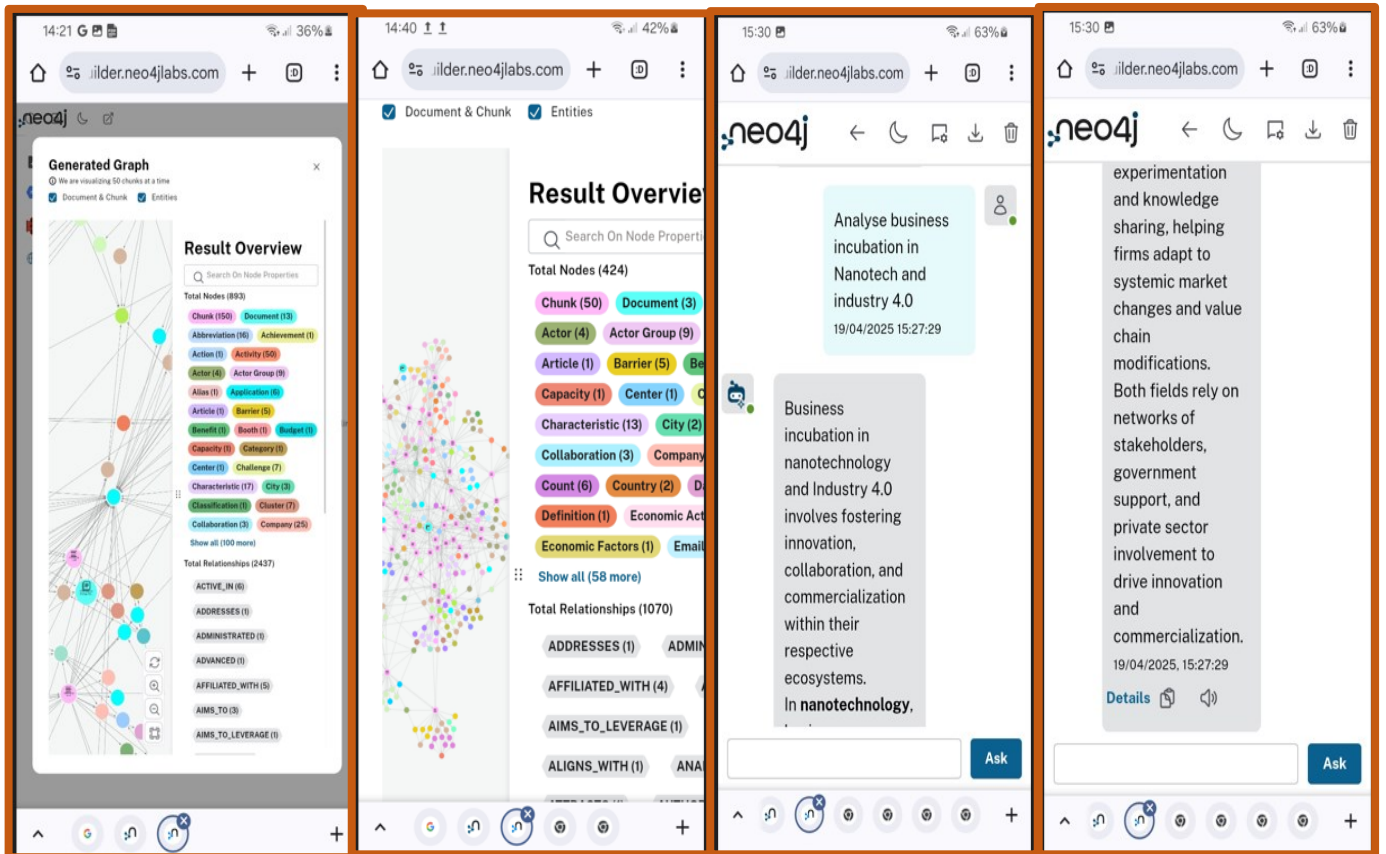 14:21 G
36%
ilder.neo4jlabs.com
:D
neo4j
Generated Graph
We are visualizing 50 chunks at a time
Document & Chunk Entities
Result Overview
Search On Node Properties
Total Nodes (893)
Chunk (150) Document (13)
Abbreviation (16) Achievement (1)
Action (1) Activity (50)
Actor (4) Actor Group (9)
Alias (1) Application (6)
Article (1) Barrier (5)
Benefit (1) Booth (1) Budget (1)
Capacity (1) Category (1)
Center (1) Challenge (7)
Characteristic (17) City (3)
Classification (1) Cluster (7)
Collaboration (3) Company (25)
Show all (100 more)
Total Relationships (2437)
ACTIVE_IN (6)
ADDRESSES (1)
ADMINISTRATED (1)
ADVANCED (1)
AFFILIATED_WITH (5)
AIMS_TO (3)
AIMS_TO_LEVERAGE (1)
14:40
42%
ilder.neo4jlabs.com
:D
Document & Chunk Entities
Result Overvie
Search On Node Properti
Total Nodes (424)
Chunk (50) Document (3)
Actor (4) Actor Group (9)
Article (1) Barrier (5) Be
Capacity (1) Center (1) C
Characteristic (13) City (2)
Collaboration (3) Company
Count (6) Country (2) D
Definition (1) Economic Act
Economic Factors (1) Email
Show all (58 more)
Total Relationships (1070)
ADDRESSES (1) ADMIN
AFFILIATED_WITH (4)
AIMS_TO_LEVERAGE (1)
ALIGNS_WITH (1) ANA
15:30
63%
ilder.neo4jlabs.com
:D
neo4j
Analyse business
incubation in
Nanotech and
industry 4.0
19/04/2025 15:27:29
Business
incubation in
nanotechnology
and Industry 4.0
involves fostering
innovation,
collaboration, and
commercialization
within their
respective
ecosystems.
In nanotechnology,
Ask
15:30
63%
ilder.neo4jlabs.com
:D
neo4j
experimentation
and knowledge
sharing, helping
firms adapt to
systemic market
changes and value
chain
modifications.
Both fields rely on
networks of
stakeholders,
government
support, and
private sector
involvement to
drive innovation
and
commercialization.
19/04/2025, 15:27:29
Details
Ask